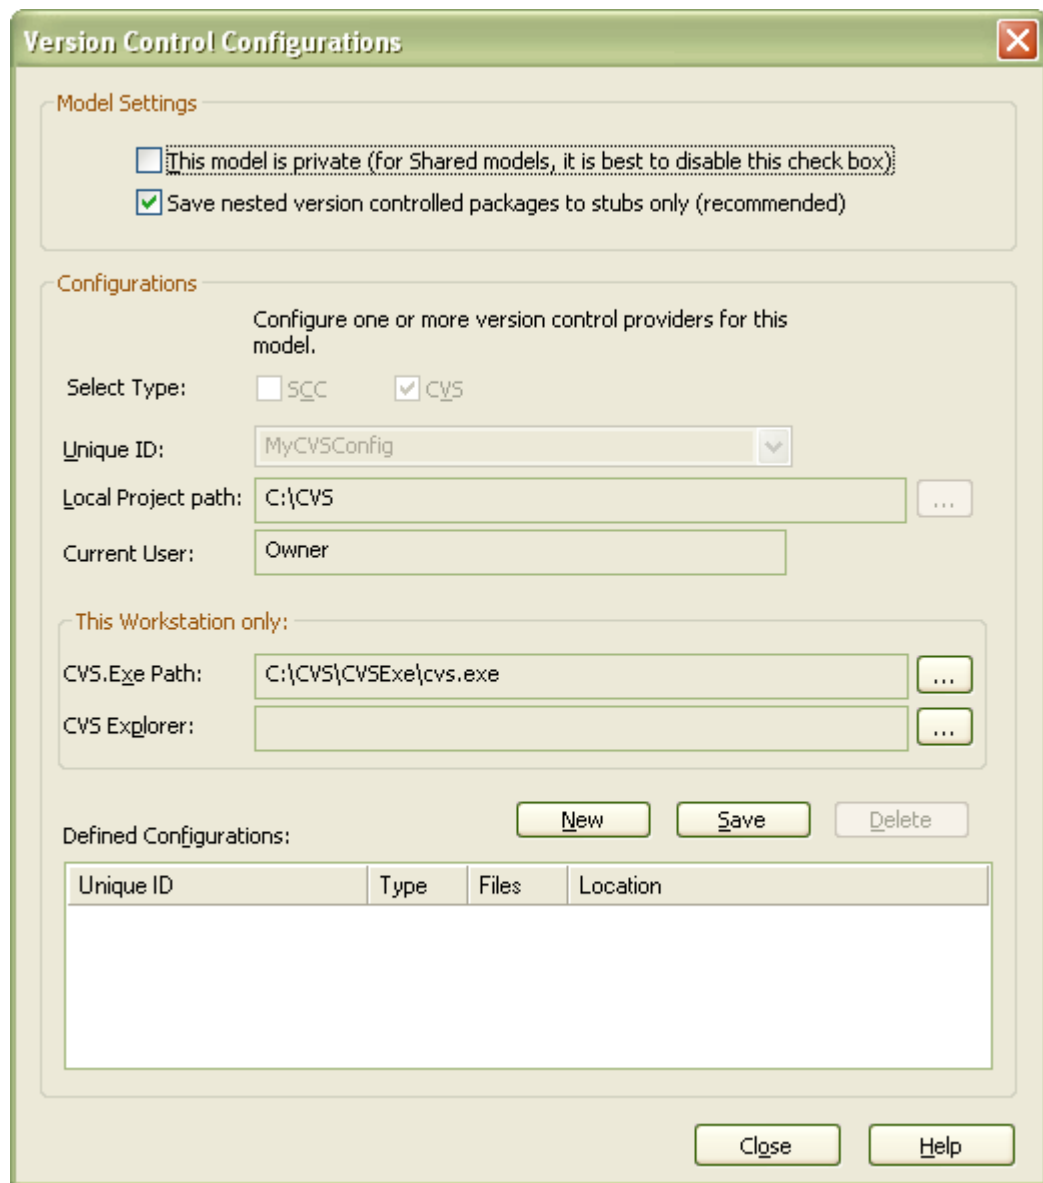 Version Control Configurations
Model Settings
This model is private (for Shared models, it is best to disable this check box)
Save nested version controlled packages to stubs only (recommended)
Configurations
Configure one or more version control providers for this
model.
Select Type: SCC CVS
Unique ID: MyCVSConfig
Local Project path: C:\CVS ...
Current User: Owner
This Workstation only:
CVS.Exe Path: C:\CVS\CVSExe\cvs.exe ...
CVS Explorer: ...
New Save Delete
Defined Configurations:
Unique ID Type Files Location
Close Help